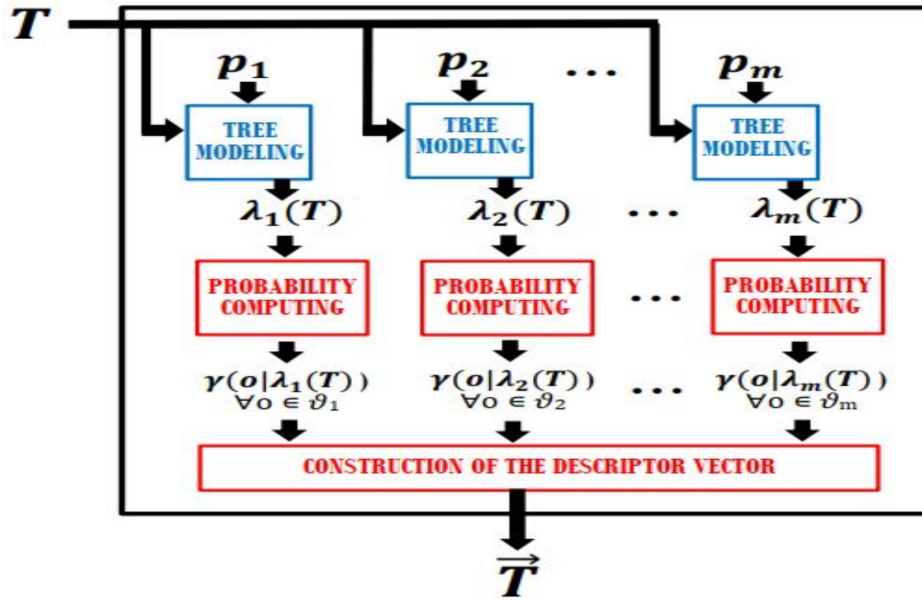 T
p₁ p₂ ... pₘ
TREE MODELING TREE MODELING TREE MODELING
λ₁(T) λ₂(T) ... λₘ(T)
PROBABILITY COMPUTING PROBABILITY COMPUTING ... PROBABILITY COMPUTING
γ(o|λ₁(T)) γ(o|λ₂(T)) ... γ(o|λₘ(T))
∀o ∈ ϑ₁ ∀o ∈ ϑ₂ ∀o ∈ ϑₘ
CONSTRUCTION OF THE DESCRIPTOR VECTOR
T⃗